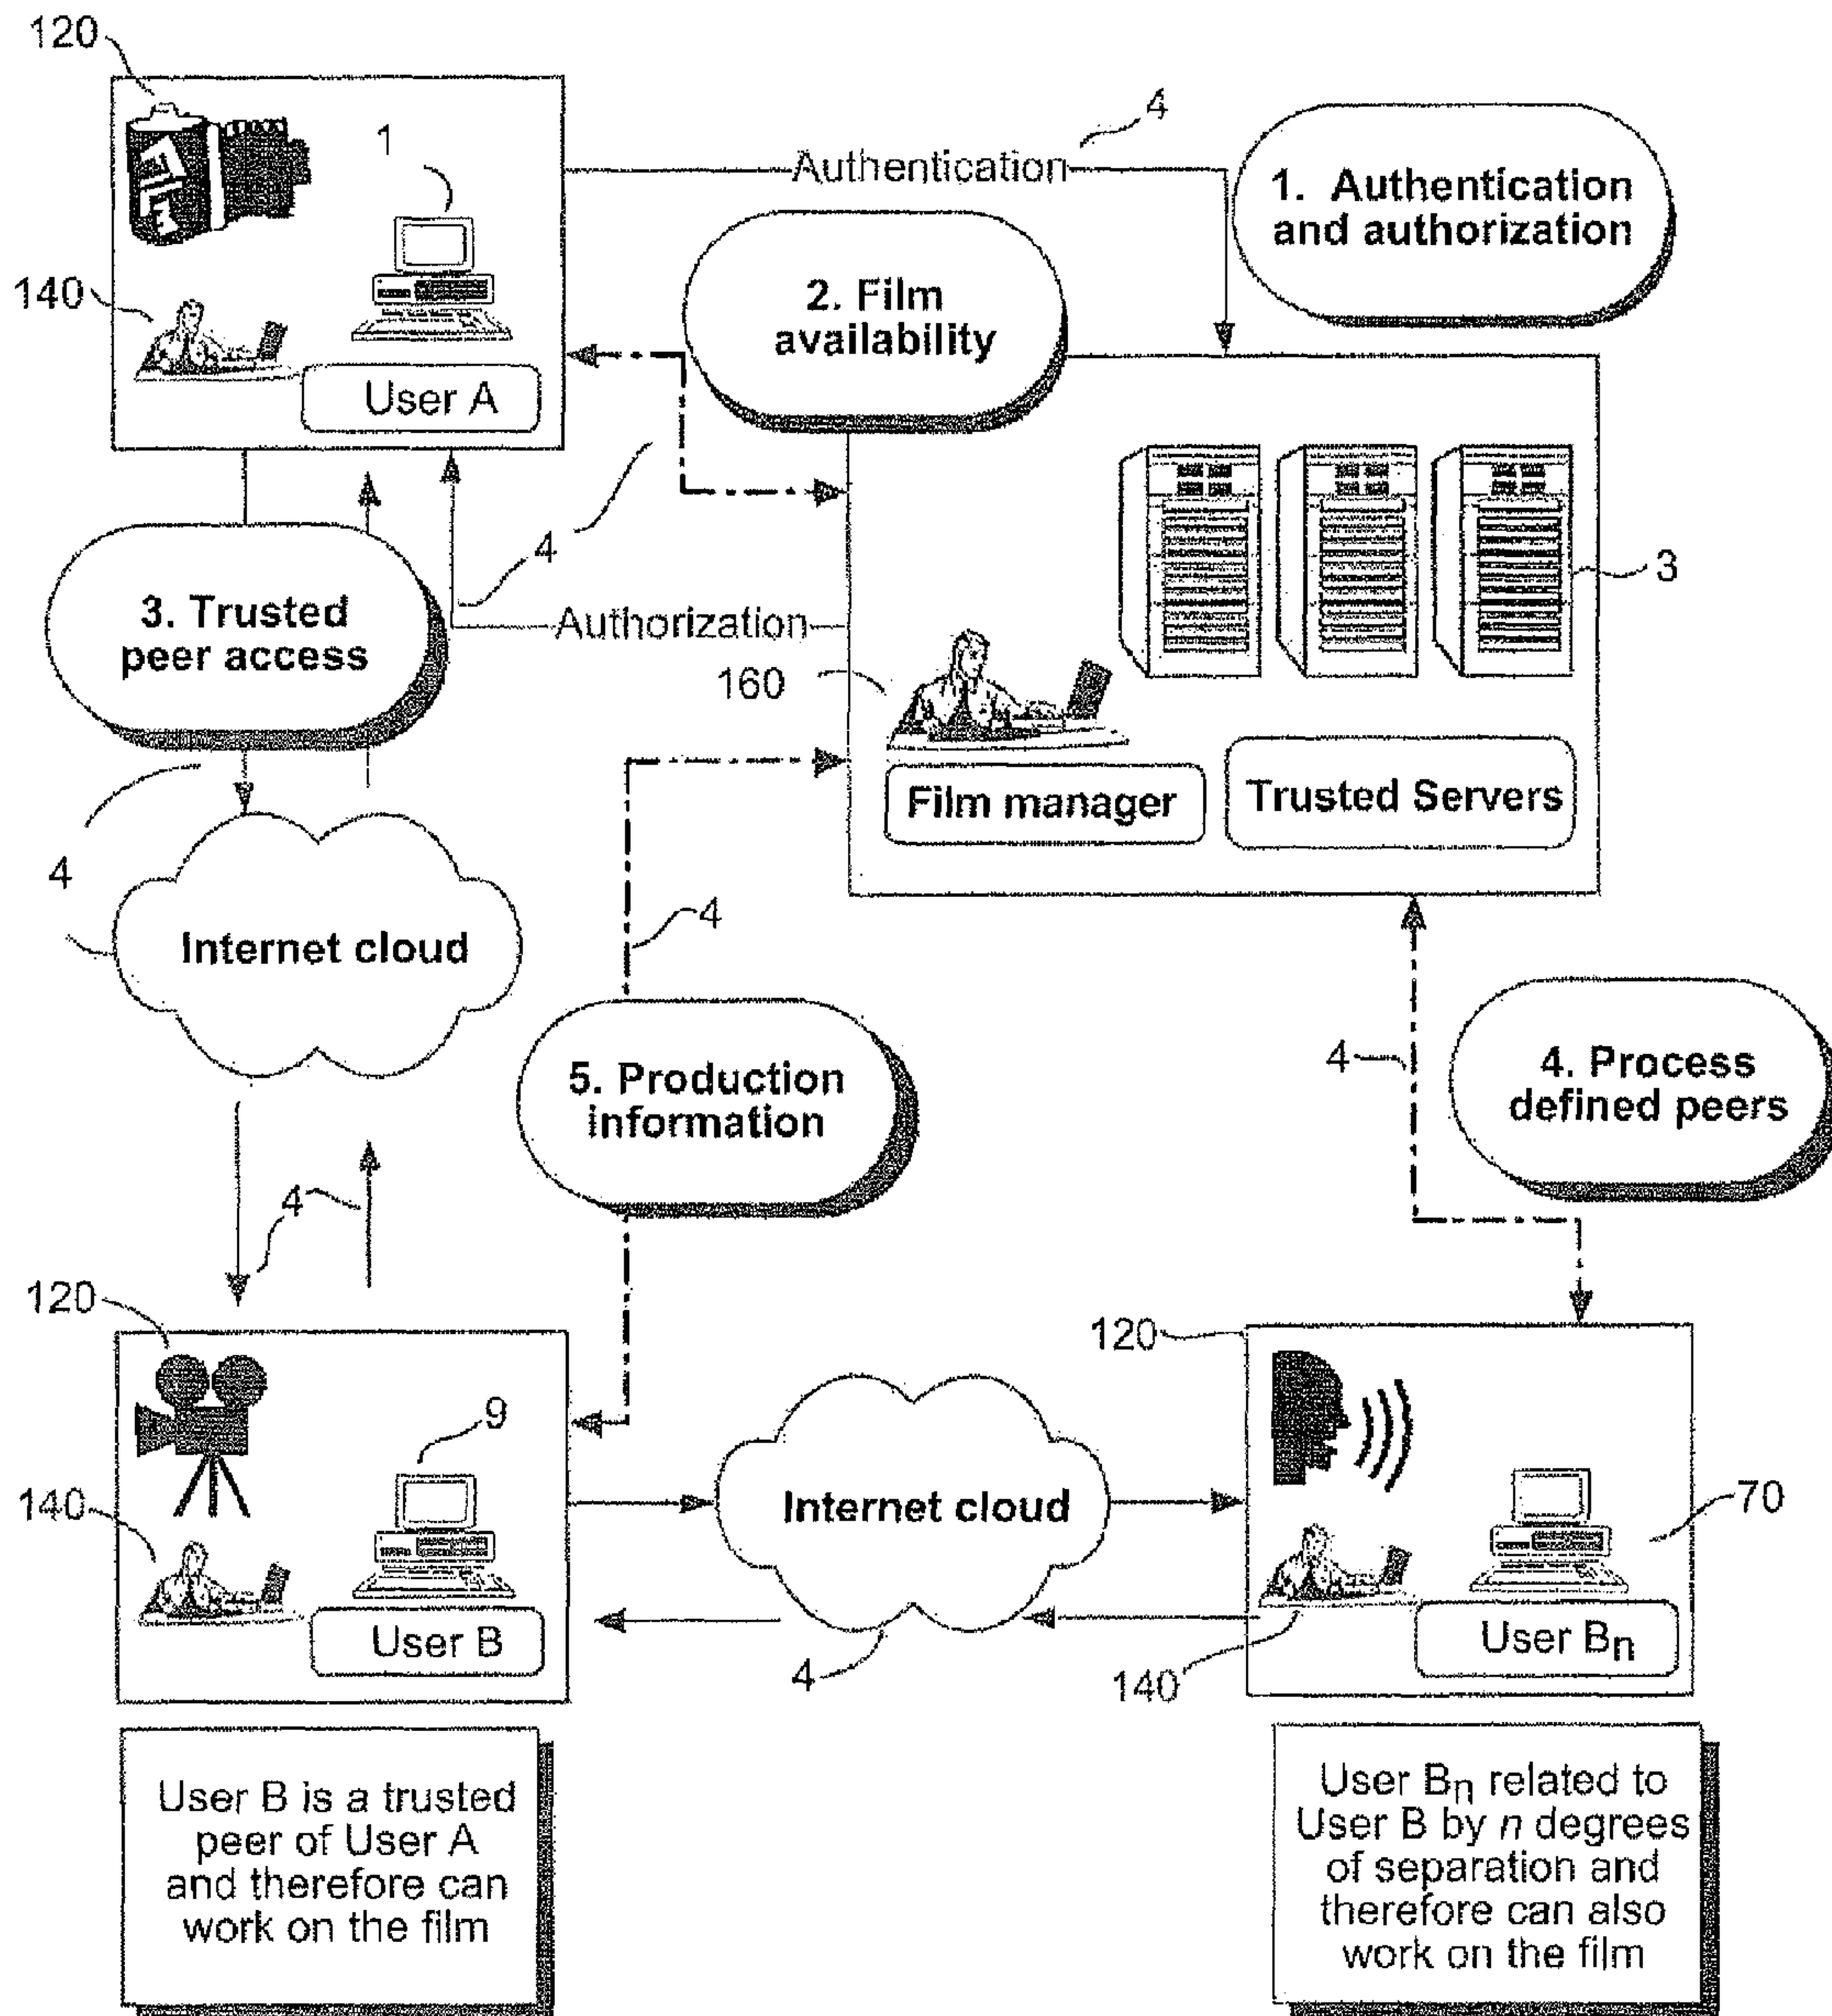 120
1
4
Authentication
1. Authentication
and authorization
2. Film
availability
140
User A
4
3
3. Trusted
peer access
Authorization
160
Film manager
Trusted Servers
4
Internet cloud
4
5. Production
information
4
4. Process
defined peers
4
120
120
9
140
User B
Internet cloud
4
70
User Bn
140
User B is a trusted
peer of User A
and therefore can
work on the film
User Bn related to
User B by n degrees
of separation and
therefore can also
work on the film